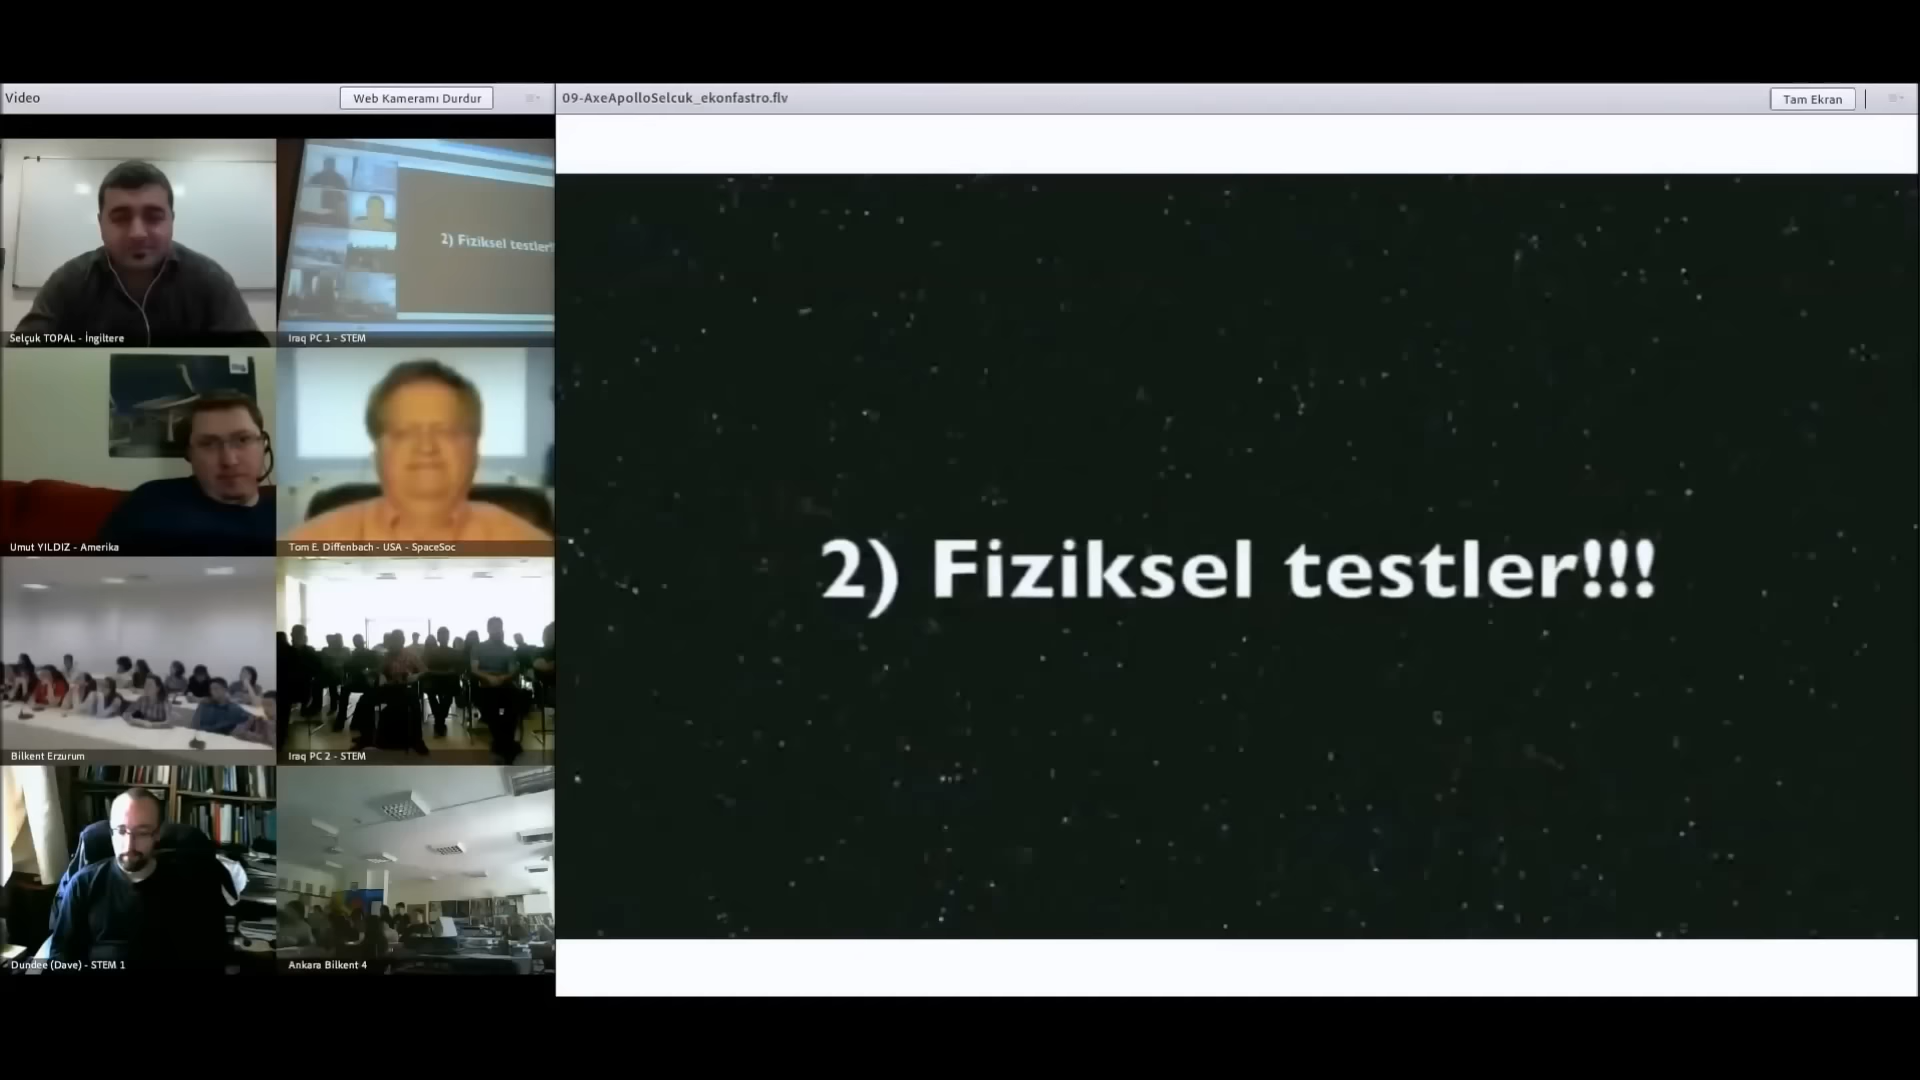 Video
Web Kameramı Durdur
09-AxeApolloSelcuk_ekonfastro.flv
Tam Ekran
Selçuk TOPAL - İngiltere
2) Fiziksel testler!
Iraq PC 1 - STEM
Umut YILDIZ - Amerika
Tom E. Diffenbach - USA - SpaceSoc
Bilkent Erzurum
Iraq PC 2 - STEM
Dundee (Dave) - STEM 1
Ankara Bilkent 4
2) Fiziksel testler!!!